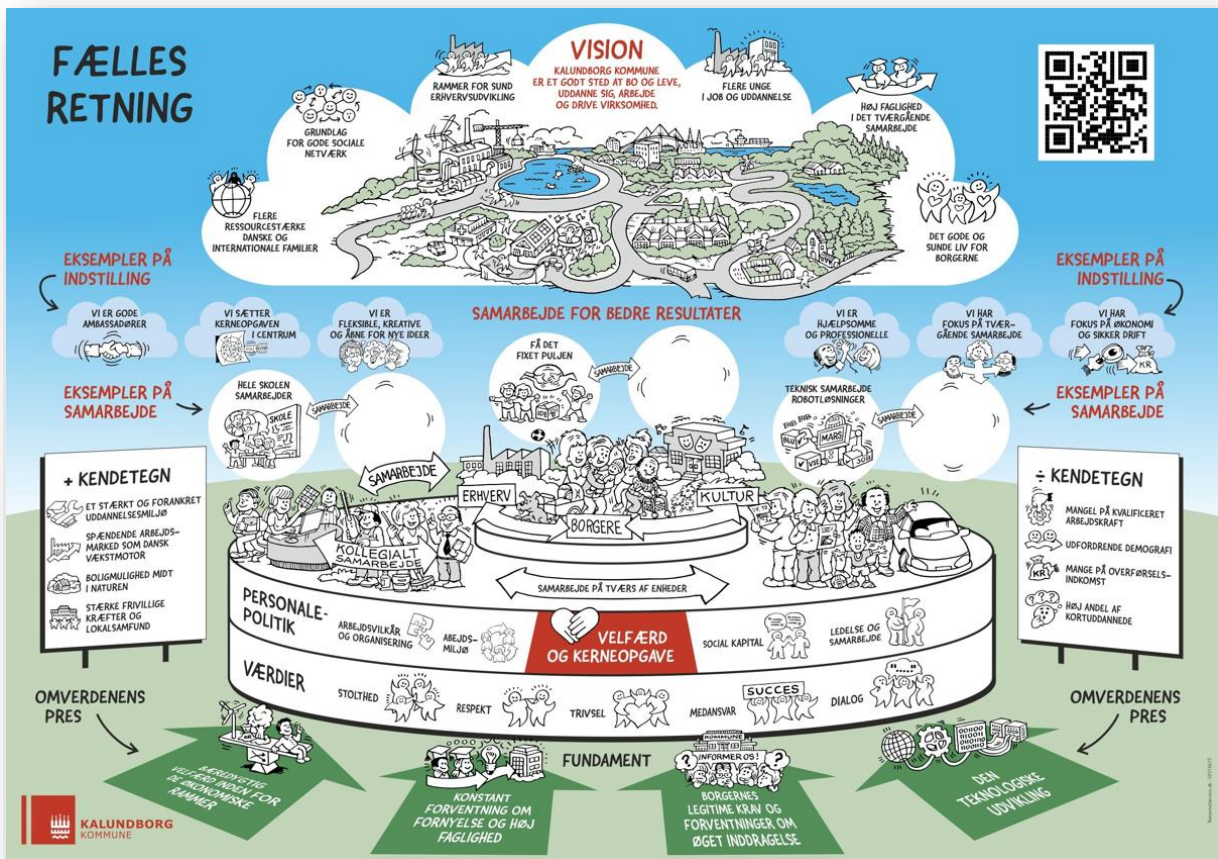 FÆLLES
RETNING
VISION
KALUNDBORG KOMMUNE
ER ET GODT STED AT BO OG LEVE,
UDDANNE SIG, ARBEJDE
OG DRIVE VIRKSOMHED.
FLERE
RESSOURCESTÆRKE
DANSKE OG
INTERNATIONALE FAMILIER
GRUNDLAG
FOR GODE SOCIALE
NETVÆRK
RAMMER FOR SUND
ERHVERVSUDVIKLING
FLERE UNGE
I JOB OG UDDANNELSE
HØJ FAGLIGHED
I DET TVÆRGÅENDE
SAMARBEJDE
DET GODE OG
SUNDE LIV FOR
BORGERNE
EKSEMPLER PÅ
INDSTILLING
EKSEMPLER PÅ
INDSTILLING
VI ER GODE
AMBASSADØRER
VI SÆTTER
KERNEOPGAVEN
I CENTRUM
VI ER
FLEKSIBLE, KREATIVE
OG ÅBNE FOR NYE IDEER
SAMARBEJDE FOR BEDRE RESULTATER
VI ER
HJÆLPSOMME
OG PROFESSIONELLE
VI HAR
FOKUS PÅ TVÆR-
GÅENDE SAMARBEJDE
VI HAR
FOKUS PÅ ØKONOMI
OG SIKKER DRIFT
KR
EKSEMPLER PÅ
SAMARBEJDE
HELE SKOLEN
SAMARBEJDER
SKOLE
SAMARBEJDE
FÅ DET
FIXET PULJEN
SAMARBEJDE
TEKNISK SAMARBEJDE
ROBOTLØSNINGER
BLU
MARS
VSE
JOB
SAMARBEJDE
EKSEMPLER PÅ
SAMARBEJDE
+ KENDETEGN
ET STÆRKT OG FORANKRET
UDDANNELSESMILJØ
SPÆNDENDE ARBEJDS-
MARKED SOM DANSK
VÆKSTMOTOR
BOLIGMULIGHED MIDT
I NATUREN
STÆRKE FRIVILLIGE
KRÆFTER OG
LOKALSAMFUND
÷ KENDETEGN
MANGEL PÅ KVALIFICERET
ARBEJDSKRAFT
UDFORDRENDE DEMOGRAFI
KR
MANGE PÅ OVERFØRSELS-
INDKOMST
HØJ ANDEL AF
KORTUDDANNEDE
SAMARBEJDE
ERHVERV
BORGERE
KULTUR
KOLLEGIALT
SAMARBEJDE
SAMARBEJDE PÅ TVÆRS AF ENHEDER
PERSONALE-
POLITIK
ARBEJDSVILKÅR
OG ORGANISERING
ABEJDS-
MILJØ
VELFÆRD
OG KERNEOPGAVE
SOCIAL KAPITAL
LEDELSE OG
SAMARBEJDE
VÆRDIER
STOLTHED
RESPEKT
TRIVSEL
MEDANSVAR
SUCCES
DIALOG
OMVERDENENS
PRES
OMVERDENENS
PRES
FUNDAMENT
BÆREDYGTIG
VELFÆRD INDEN FOR
DE ØKONOMISKE
RAMMER
KONSTANT
FORVENTNING OM
FORNYELSE OG HØJ
FAGLIGHED
KOMMUNE
INFORMER OS!
BORGERNES
LEGITIME KRAV OG
FORVENTNINGER OM
ØGET INDDRAGELSE
DEN
TEKNOLOGISKE
UDVIKLING
KALUNDBORG
KOMMUNE